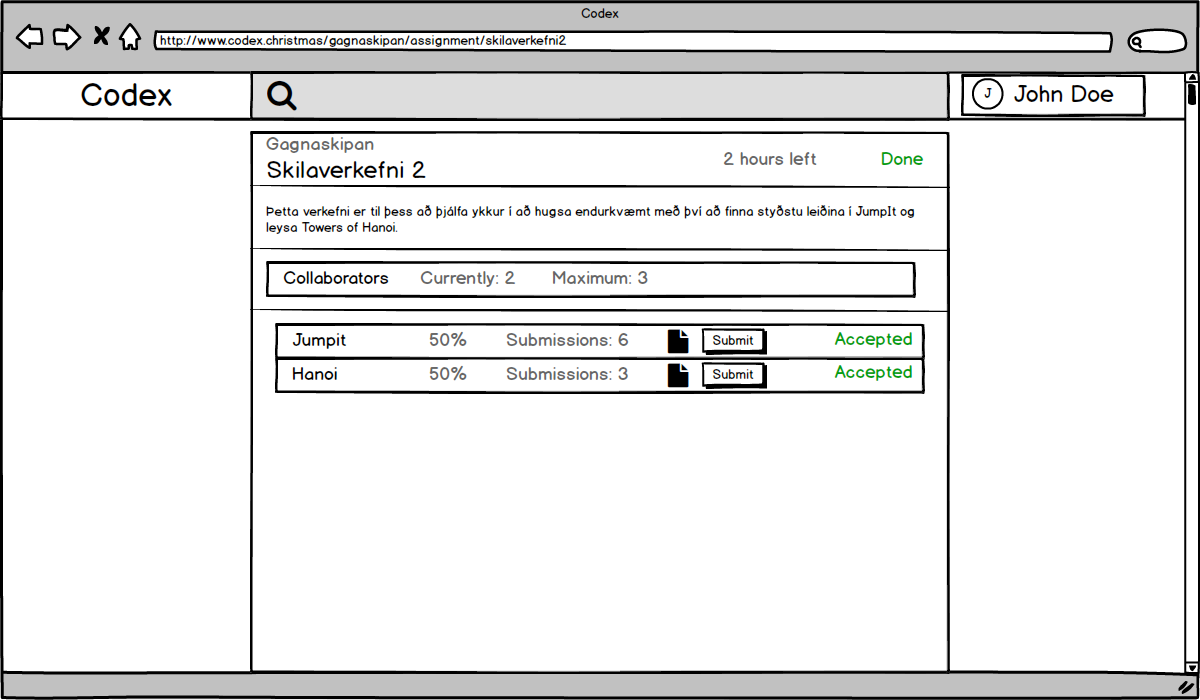 Codex
http://www.codex.christmas/gagnaskipan/assignment/skilaverkefni2
Codex
J John Doe
Gagnaskipan
Skilaverkefni 2
2 hours left Done
Þetta verkefni er til þess að þjálfa ykkur í að hugsa endurkvæmt með því að finna styðstu leiðina í JumpIt og
leysa Towers of Hanoi.
Collaborators Currently: 2 Maximum: 3
Jumpit 50% Submissions: 6 Submit Accepted
Hanoi 50% Submissions: 3 Submit Accepted